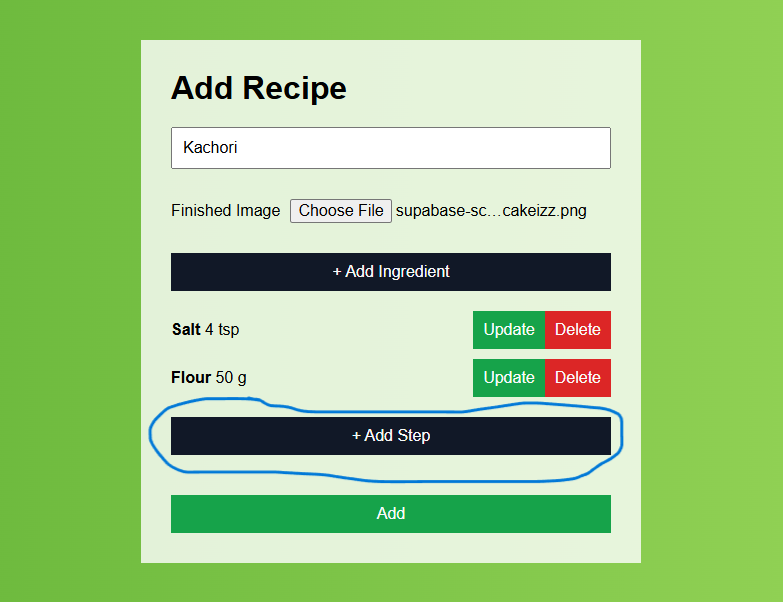 Add Recipe
Kachori
Finished Image Choose File supabase-sc...cakeizz.png
+ Add Ingredient
Salt 4 tsp Update Delete
Flour 50 g Update Delete
+ Add Step
Add